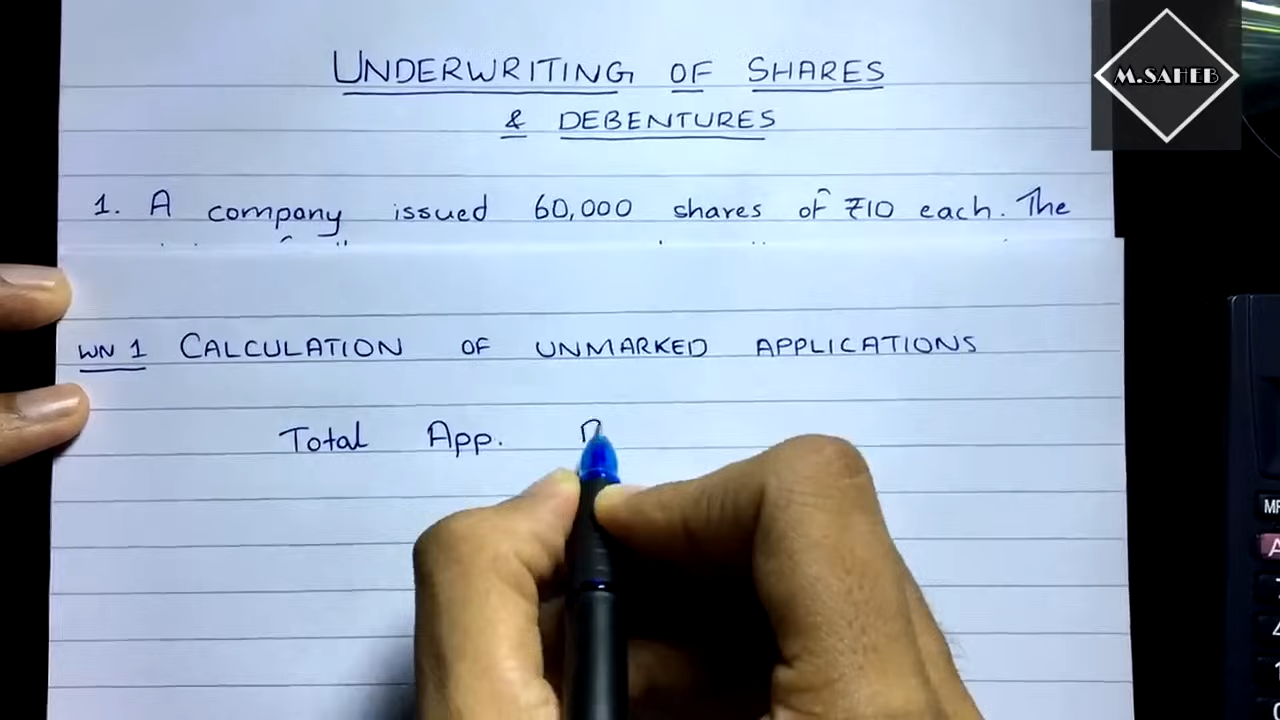 UNDERWRITING OF SHARES
& DEBENTURES
M.SAHEB
1. A company issued 60,000 shares of ₹10 each. The
WN 1 CALCULATION OF UNMARKED APPLICATIONS
Total App.